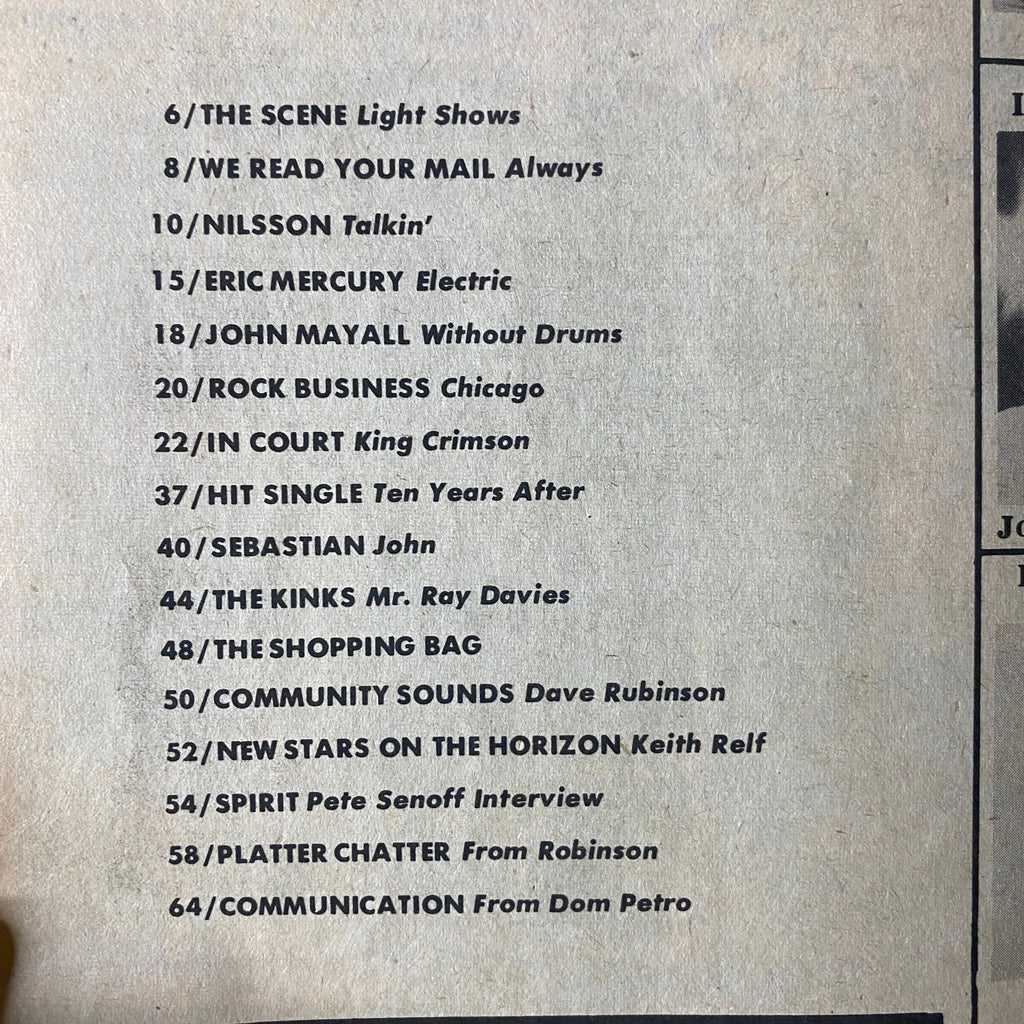 6/THE SCENE Light Shows
8/WE READ YOUR MAIL Always
10/NILSSON Talkin'
15/ERIC MERCURY Electric
18/JOHN MAYALL Without Drums
20/ROCK BUSINESS Chicago
22/IN COURT King Crimson
37/HIT SINGLE Ten Years After
40/SEBASTIAN John
44/THE KINKS Mr. Ray Davies
48/THE SHOPPING BAG
50/COMMUNITY SOUNDS Dave Rubinson
52/NEW STARS ON THE HORIZON Keith Relf
54/SPIRIT Pete Senoff Interview
58/PLATTER CHATTER From Robinson
64/COMMUNICATION From Dom Petro